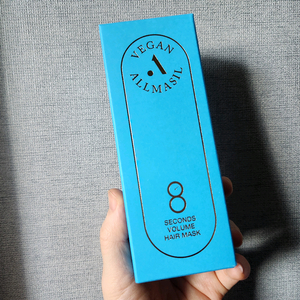 VEGAN
A
ALLMASIL
8
SECONDS
VOLUME
HAIR MASK